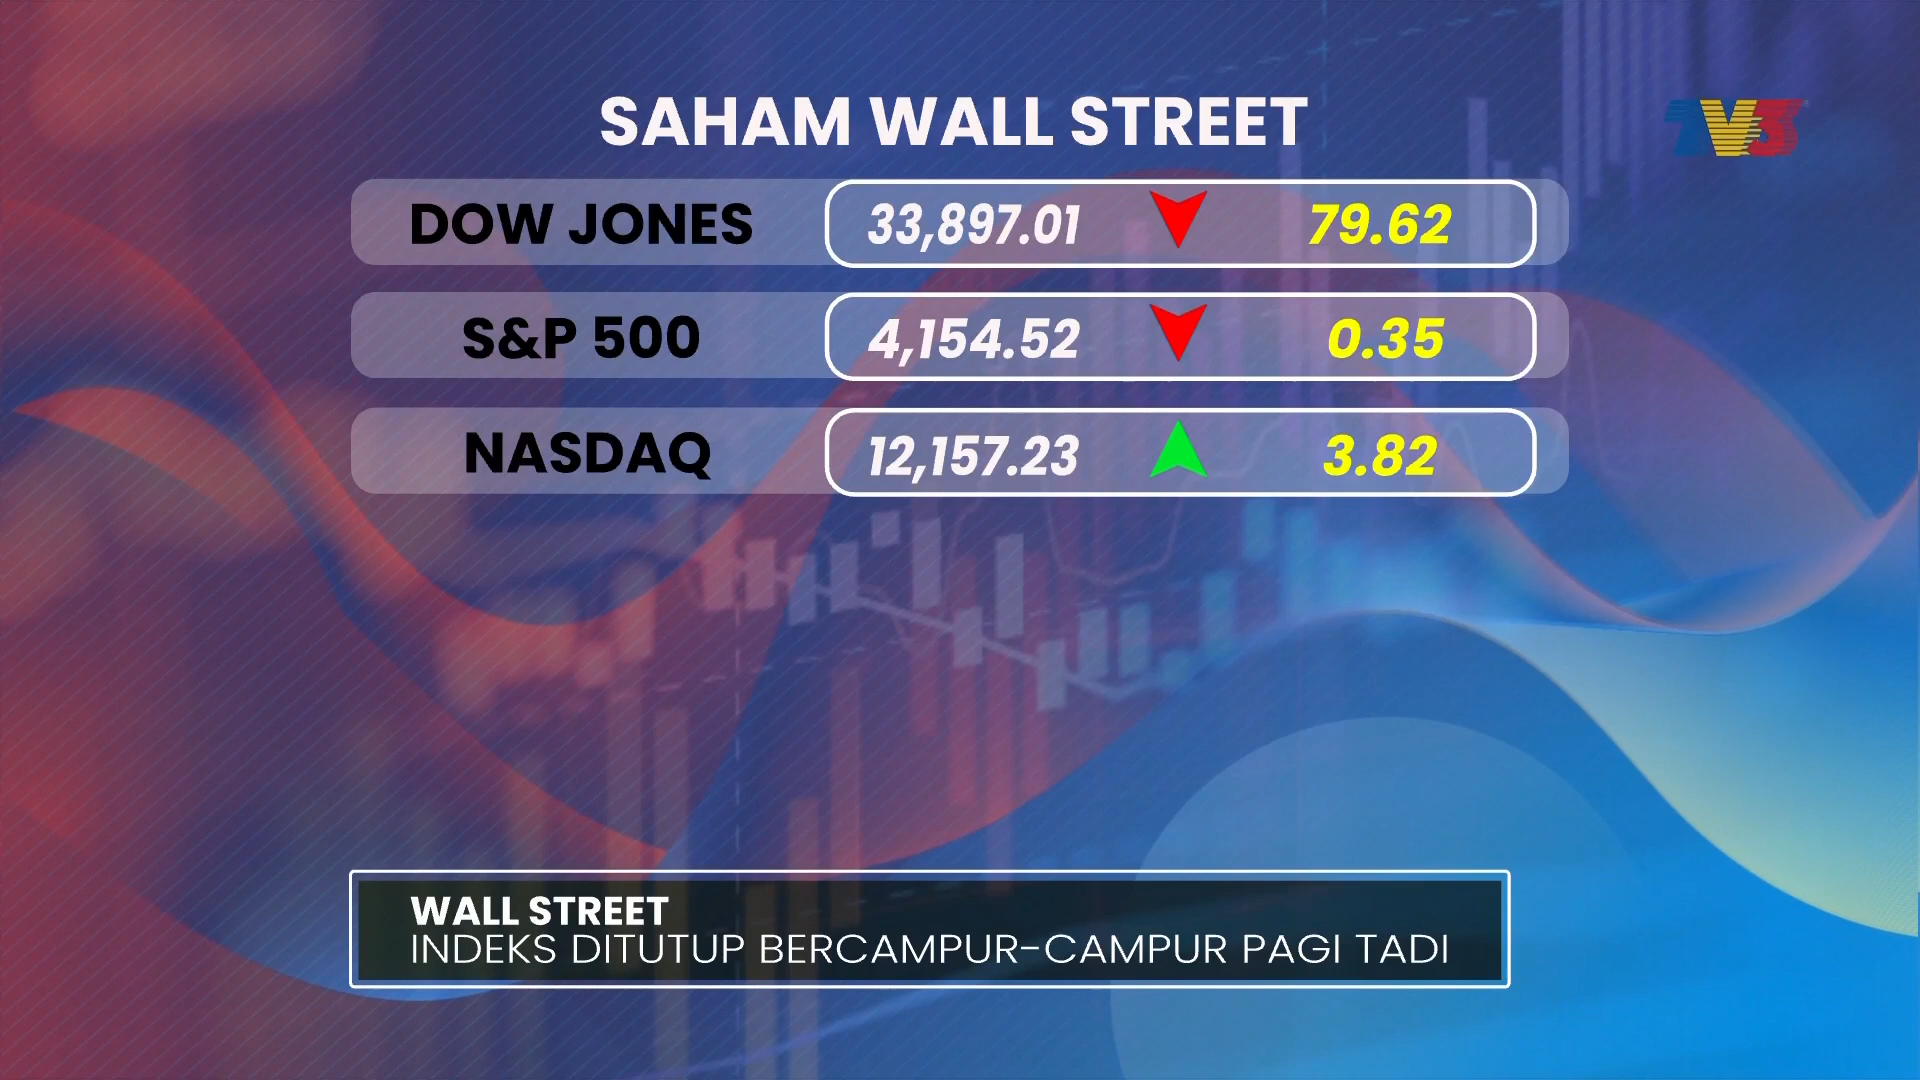 SAHAM WALL STREET
TV3
DOW JONES 33,897.01 79.62
S&P 500 4,154.52 0.35
NASDAQ 12,157.23 3.82
WALL STREET
INDEKS DITUTUP BERCAMPUR-CAMPUR PAGI TADI